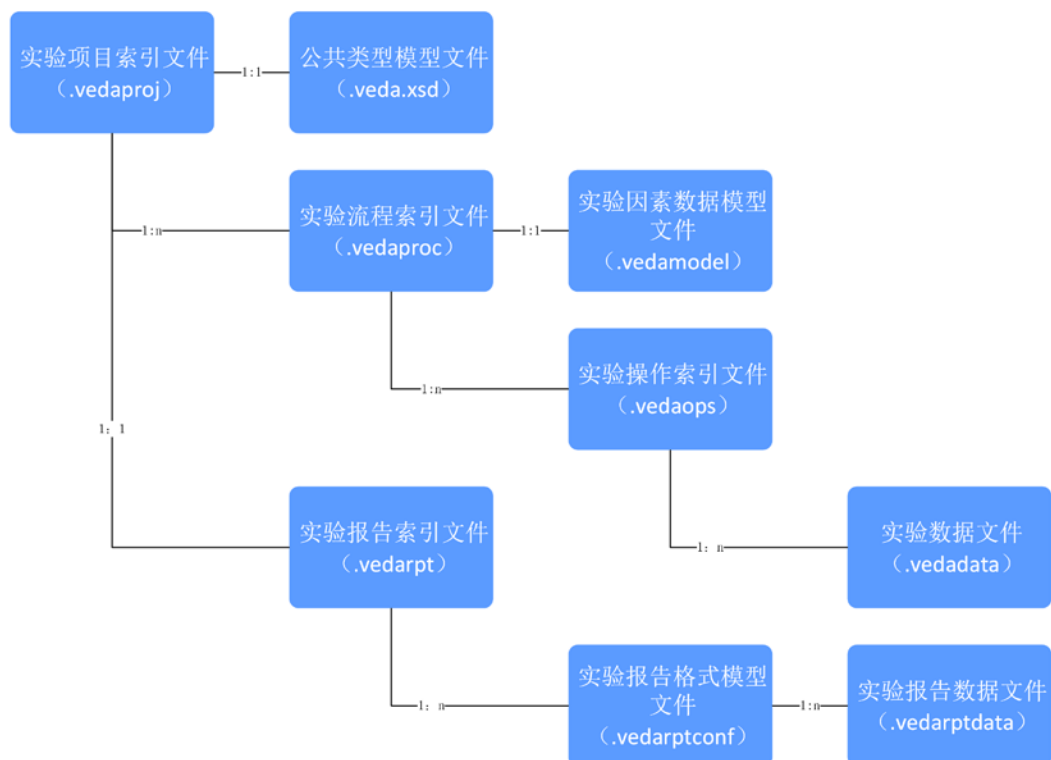 实验项目索引文件
（.vedaproj）
1:1
公共类型模型文件
（.veda.xsd）
1:n
实验流程索引文件
（.vedaproc）
1:1
实验因素数据模型
文件
（.vedamodel）
1:n
实验操作索引文件
（.vedaops）
1：1
实验报告索引文件
（.vedarpt）
1：n
实验数据文件
（.vedadata）
1：n
实验报告格式模型
文件
（.vedarptconf）
1:n
实验报告数据文件
（.vedarptdata）